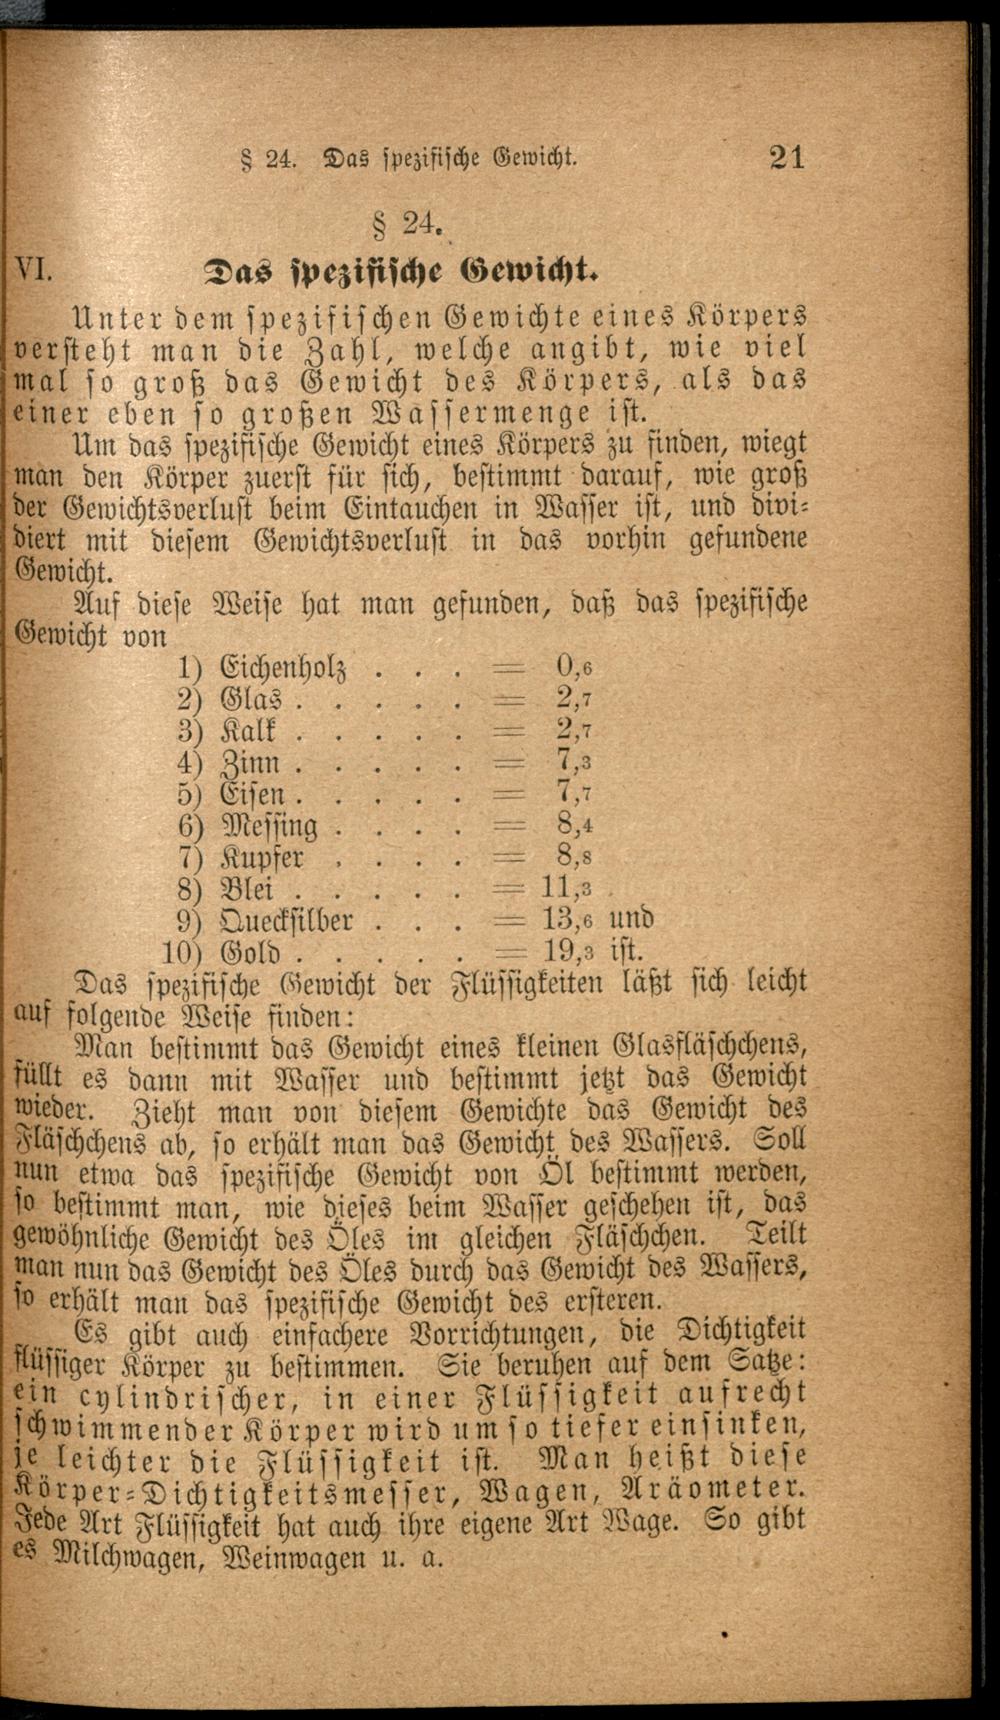 § 24. Das spezifische Gewicht. 21
§ 24.
VI. Das spezifische Gewicht.
Unter dem spezifischen Gewichte eines Körpers
versteht man die Zahl, welche angibt, wie viel
mal so groß das Gewicht des Körpers, als das
einer eben so großen Wassermenge ist.
Um das spezifische Gewicht eines Körpers zu finden, wiegt
man den Körper zuerst für sich, bestimmt darauf, wie groß
der Gewichtsverlust beim Eintauchen in Wasser ist, und divi-
diert mit diesem Gewichtsverlust in das vorhin gefundene
Gewicht.
Auf diese Weise hat man gefunden, daß das spezifische
Gewicht von
1) Eichenholz . . . = 0,6
2) Glas . . . . . = 2,7
3) Kalk . . . . . = 2,7
4) Zinn . . . . . = 7,3
5) Eisen . . . . . = 7,7
6) Messing . . . . = 8,4
7) Kupfer . . . . = 8,8
8) Blei . . . . . = 11,3
9) Quecksilber . . . = 13,6 und
10) Gold . . . . . = 19,3 ist.
Das spezifische Gewicht der Flüssigkeiten läßt sich leicht
auf folgende Weise finden:
Man bestimmt das Gewicht eines kleinen Glasfläschchens,
füllt es dann mit Wasser und bestimmt jetzt das Gewicht
wieder. Zieht man von diesem Gewichte das Gewicht des
Fläschchens ab, so erhält man das Gewicht des Wassers. Soll
nun etwa das spezifische Gewicht von Öl bestimmt werden,
so bestimmt man, wie dieses beim Wasser geschehen ist, das
gewöhnliche Gewicht des Öles im gleichen Fläschchen. Teilt
man nun das Gewicht des Öles durch das Gewicht des Wassers,
so erhält man das spezifische Gewicht des ersteren.
Es gibt auch einfachere Vorrichtungen, die Dichtigkeit
flüssiger Körper zu bestimmen. Sie beruhen auf dem Satze:
ein cylindrischer, in einer Flüssigkeit aufrecht
schwimmender Körper wird um so tiefer einsinken,
je leichter die Flüssigkeit ist. Man heißt diese
Körper-Dichtigkeitsmesser, Wagen, Aräometer.
Jede Art Flüssigkeit hat auch ihre eigene Art Wage. So gibt
es Milchwagen, Weinwagen u. a.